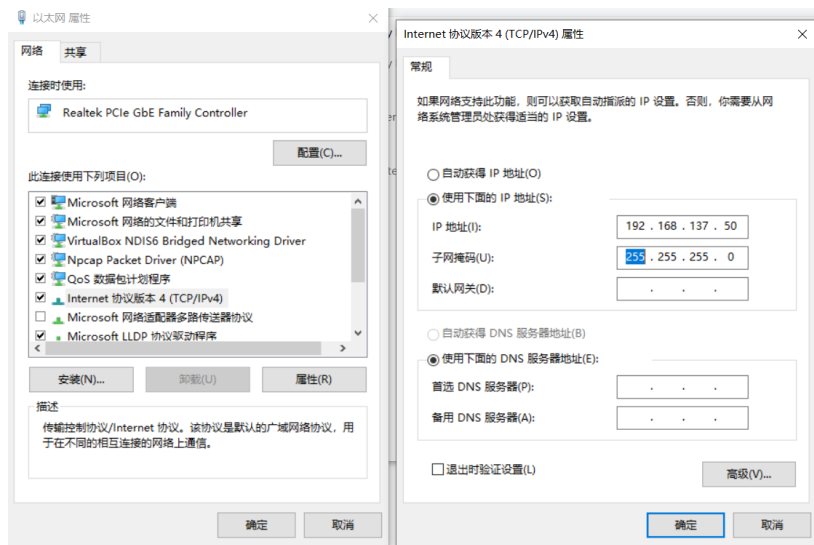 以太网 属性
网络
共享
连接时使用:
Realtek PCIe GbE Family Controller
配置(C)...
此连接使用下列项目(O):
Microsoft 网络客户端
Microsoft 网络的文件和打印机共享
VirtualBox NDIS6 Bridged Networking Driver
Npcap Packet Driver (NPCAP)
QoS 数据包计划程序
Internet 协议版本 4 (TCP/IPv4)
Microsoft 网络适配器多路传送器协议
Microsoft LLDP 协议驱动程序
安装(N)...
卸载(U)
属性(R)
描述
传输控制协议/Internet 协议。该协议是默认的广域网络协议，用
于在不同的相互连接的网络上通信。
确定
取消
Internet 协议版本 4 (TCP/IPv4) 属性
常规
如果网络支持此功能，则可以获取自动指派的 IP 设置。否则，你需要从网
络系统管理员处获得适当的 IP 设置。
自动获得 IP 地址(O)
使用下面的 IP 地址(S):
IP 地址(I):
192 . 168 . 137 . 50
子网掩码(U):
255 . 255 . 255 . 0
默认网关(D):
自动获得 DNS 服务器地址(B)
使用下面的 DNS 服务器地址(E):
首选 DNS 服务器(P):
备用 DNS 服务器(A):
退出时验证设置(L)
高级(V)...
确定
取消